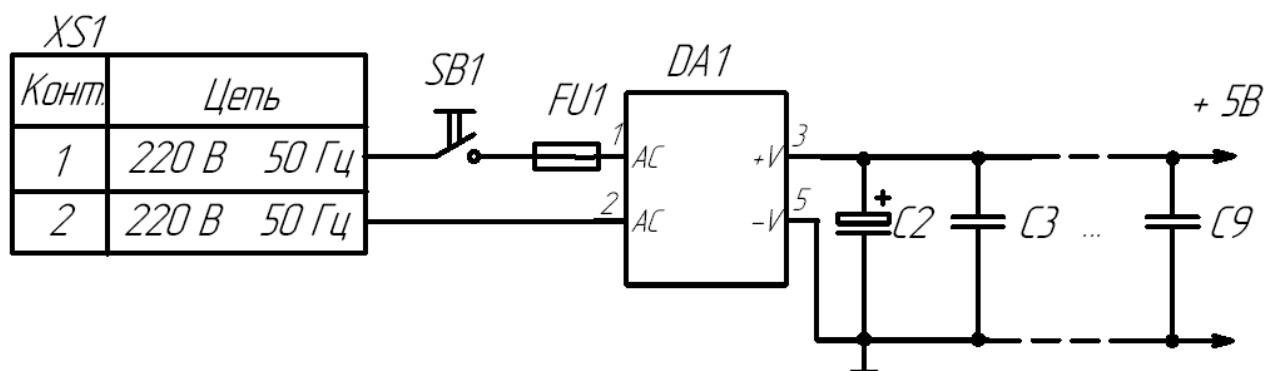 XS1
Конт. Цепь
1 220 В 50 Гц
2 220 В 50 Гц
SB1
FU1
DA1
1 AC
2 AC
3 +V
5 -V
+
C2
C3 ...
C9
+ 5В